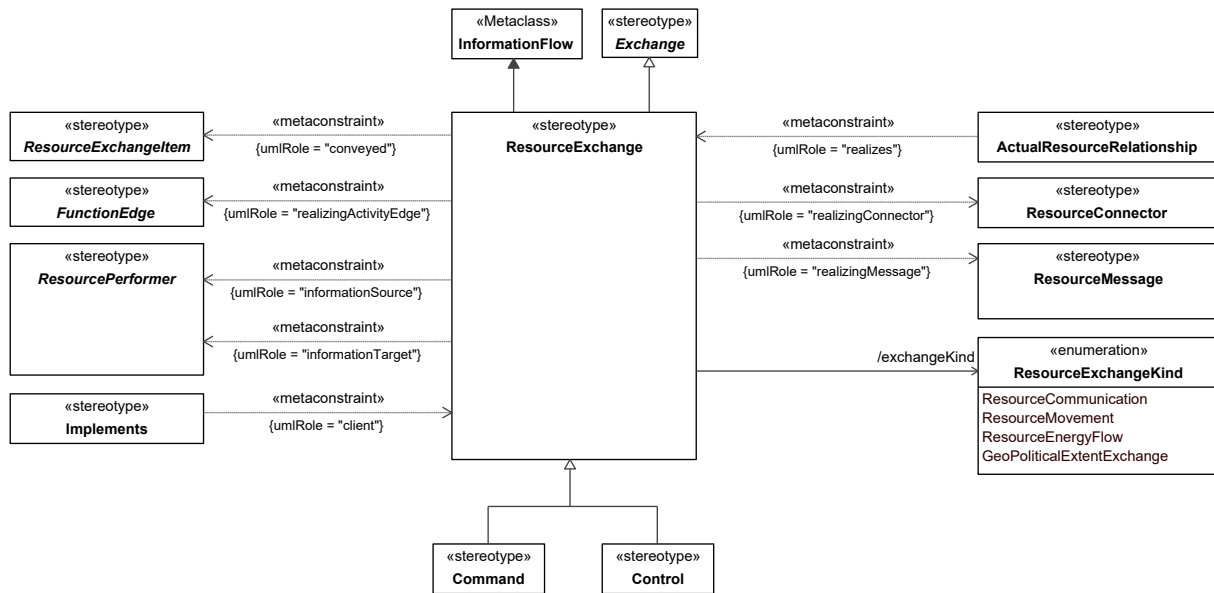 «Metaclass»
InformationFlow
«stereotype»
Exchange
«stereotype»
ResourceExchangeItem
«metaconstraint»
{umlRole = "conveyed"}
«stereotype»
FunctionEdge
«metaconstraint»
{umlRole = "realizingActivityEdge"}
«stereotype»
ResourcePerformer
«metaconstraint»
{umlRole = "informationSource"}
«metaconstraint»
{umlRole = "informationTarget"}
«stereotype»
Implements
«metaconstraint»
{umlRole = "client"}
«stereotype»
ResourceExchange
«metaconstraint»
{umlRole = "realizes"}
«stereotype»
ActualResourceRelationship
«metaconstraint»
{umlRole = "realizingConnector"}
«stereotype»
ResourceConnector
«metaconstraint»
{umlRole = "realizingMessage"}
«stereotype»
ResourceMessage
/exchangeKind
«enumeration»
ResourceExchangeKind
ResourceCommunication
ResourceMovement
ResourceEnergyFlow
GeoPoliticalExtentExchange
«stereotype»
Command
«stereotype»
Control